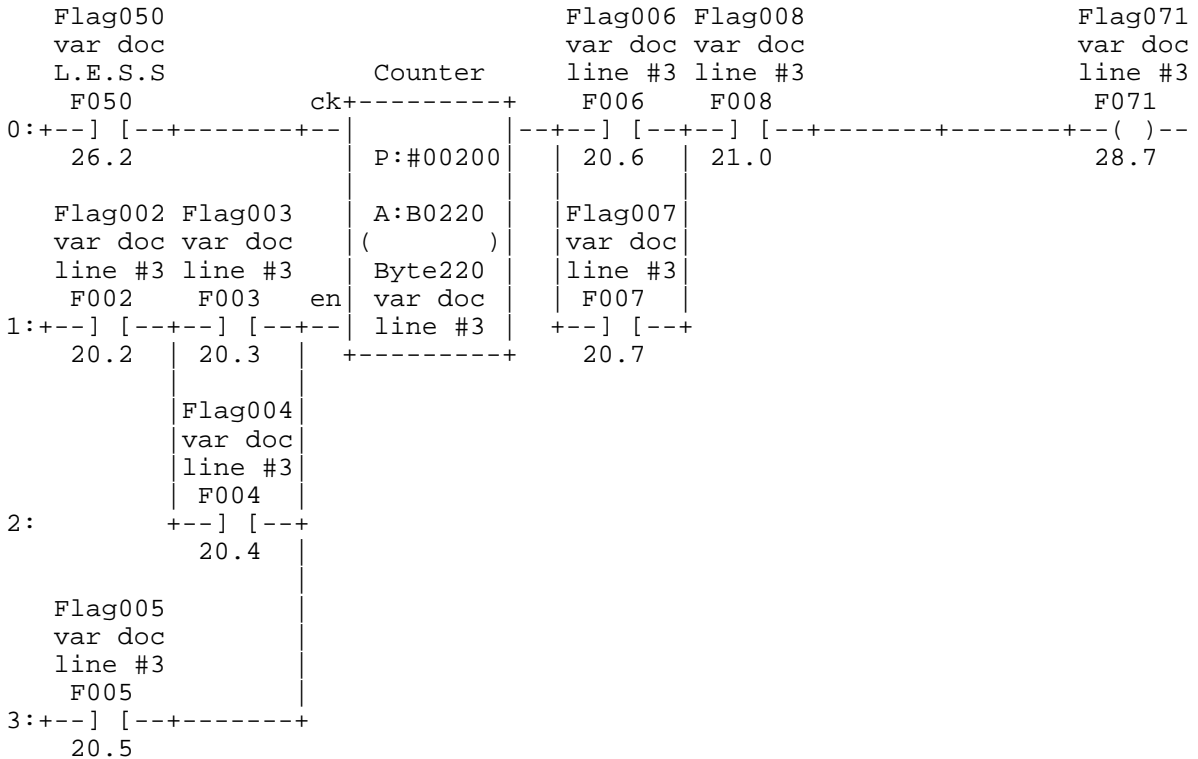 Flag050 Flag006 Flag008 Flag071
var doc var doc var doc var doc
L.E.S.S Counter line #3 line #3 line #3
F050 ck+---------+ F006 F008 F071
0:+--] [--+-------+--| |--+--] [--+--] [--+-------+-------+--( )--
26.2 | P:#00200| | 20.6 | 21.0 28.7
| | | |
Flag002 Flag003 | A:B0220 | |Flag007|
var doc var doc |( )| |var doc|
line #3 line #3 | Byte220 | |line #3|
F002 F003 en| var doc | | F007 |
1:+--] [--+--] [--+--| line #3 | +--] [--+
20.2 | 20.3 | +---------+ 20.7
| |
|Flag004|
|var doc|
|line #3|
| F004 |
2: +--] [--+
20.4 |
|
Flag005 |
var doc |
line #3 |
F005 |
3:+--] [--+-------+
20.5